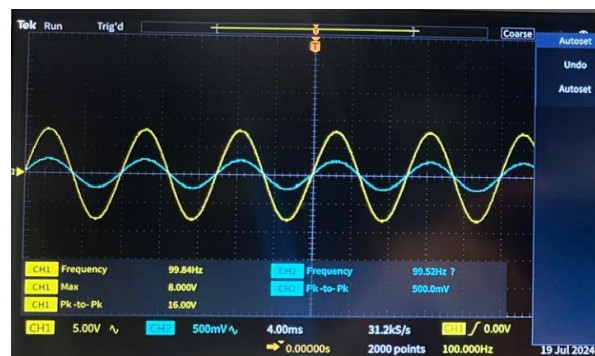 Tek Run Trig'd Coarse
T
Autoset
Undo
Autoset
CH1 Frequency 99.84Hz CH2 Frequency 99.52Hz ?
CH1 Max 8.000V CH2 Pk -to- Pk 500.0mV
CH1 Pk -to- Pk 16.00V
CH1 5.00V CH2 500mV 4.00ms 31.2kS/s CH1 0.00V
0.00000s 2000 points 100.000Hz 19 Jul 2024